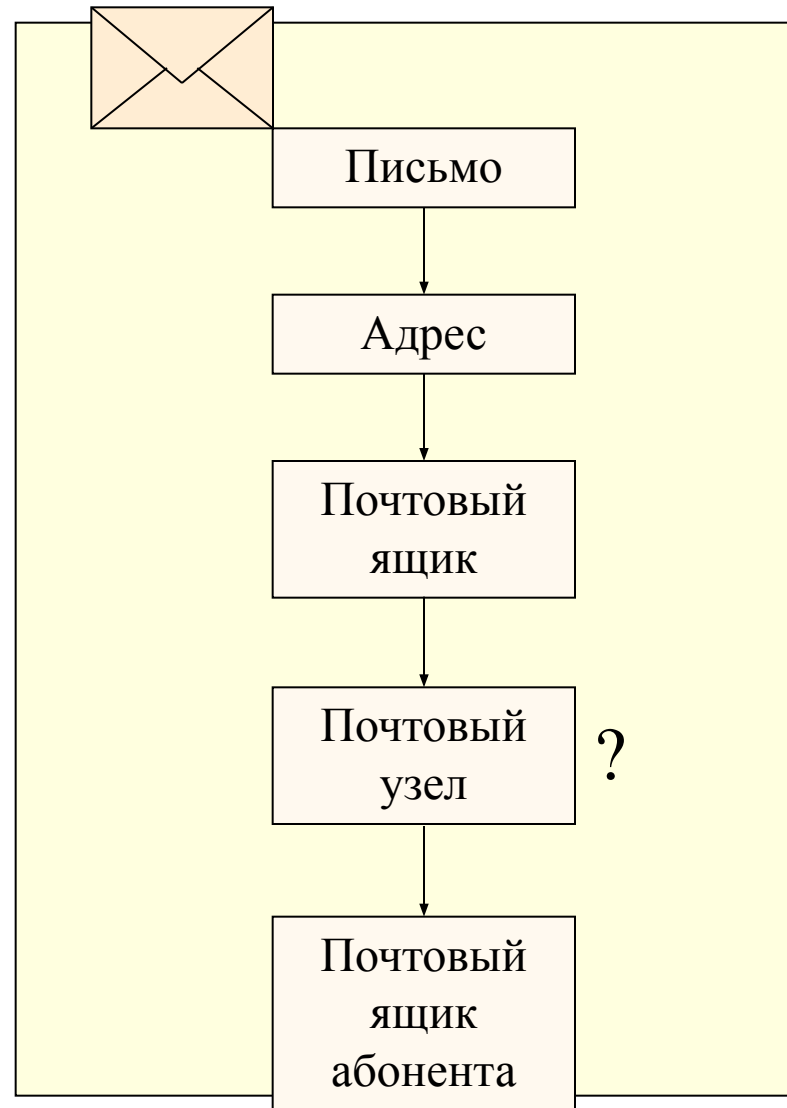 Письмо
Адрес
Почтовый
ящик
Почтовый
узел
?
Почтовый
ящик
абонента